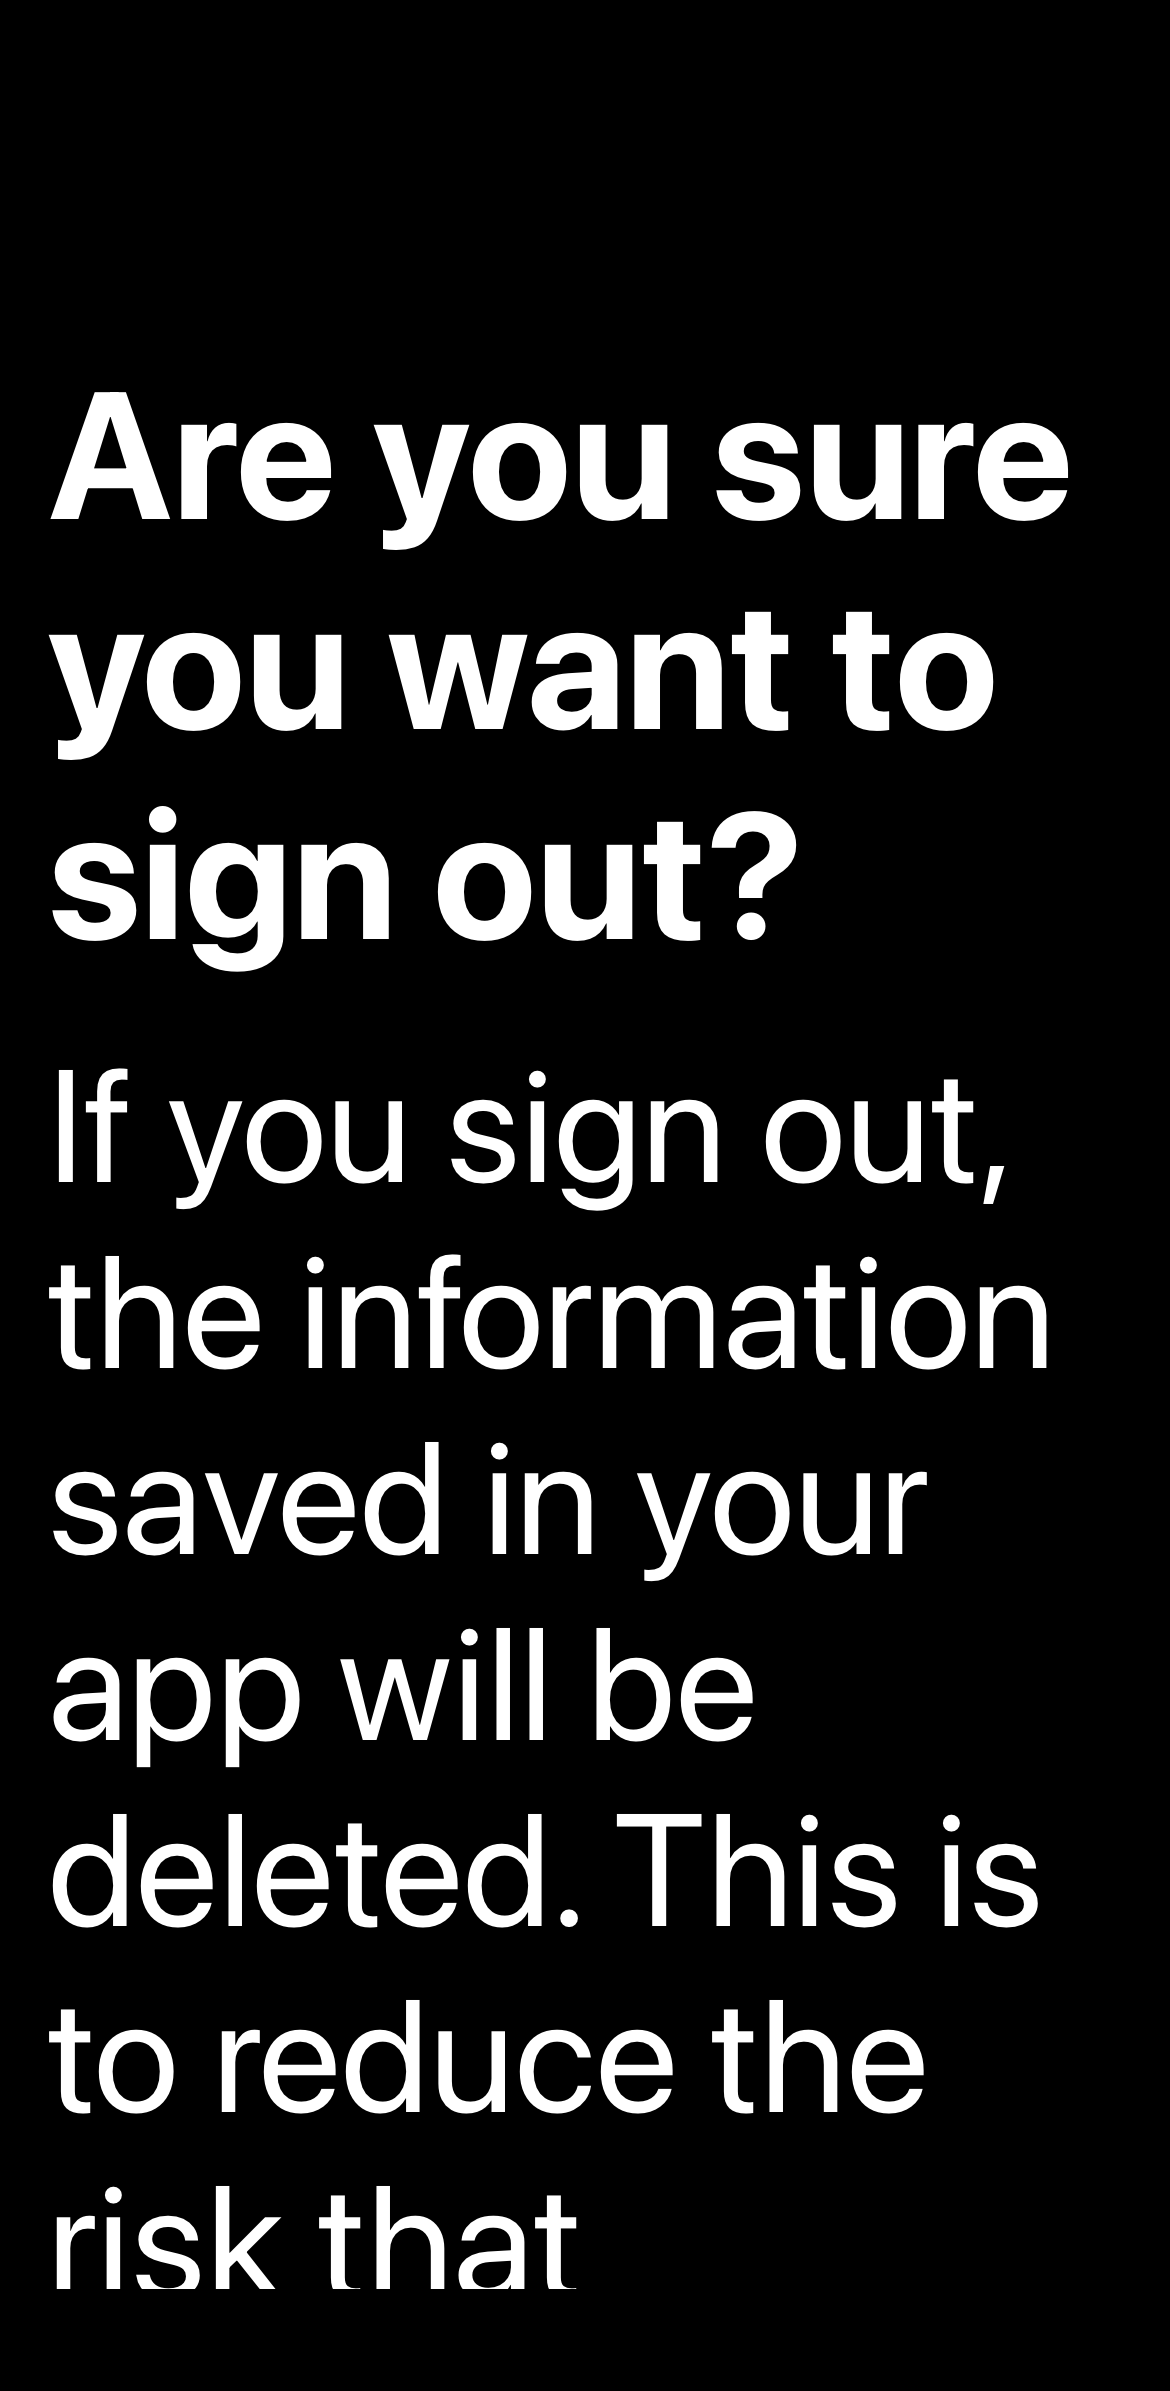 Are you sure
you want to
sign out?
If you sign out,
the information
saved in your
app will be
deleted. This is
to reduce the
risk that